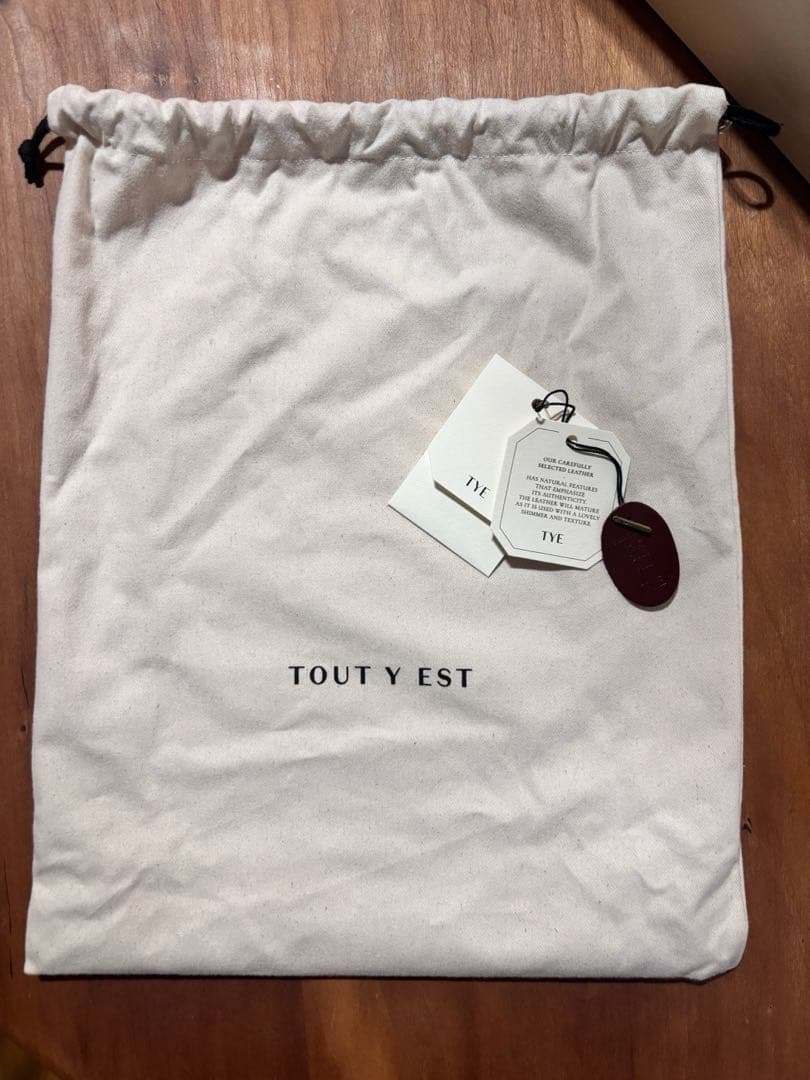 TYE
OUR CAREFULLY
SELECTED LEATHER
HAS NATURAL FEATURES
THAT EMPHASIZE
ITS AUTHENTICITY.
THE LEATHER WILL MATURE
AS IT IS USED WITH A LOVELY
SHIMMER AND TEXTURE.
TYE
TOUT Y EST